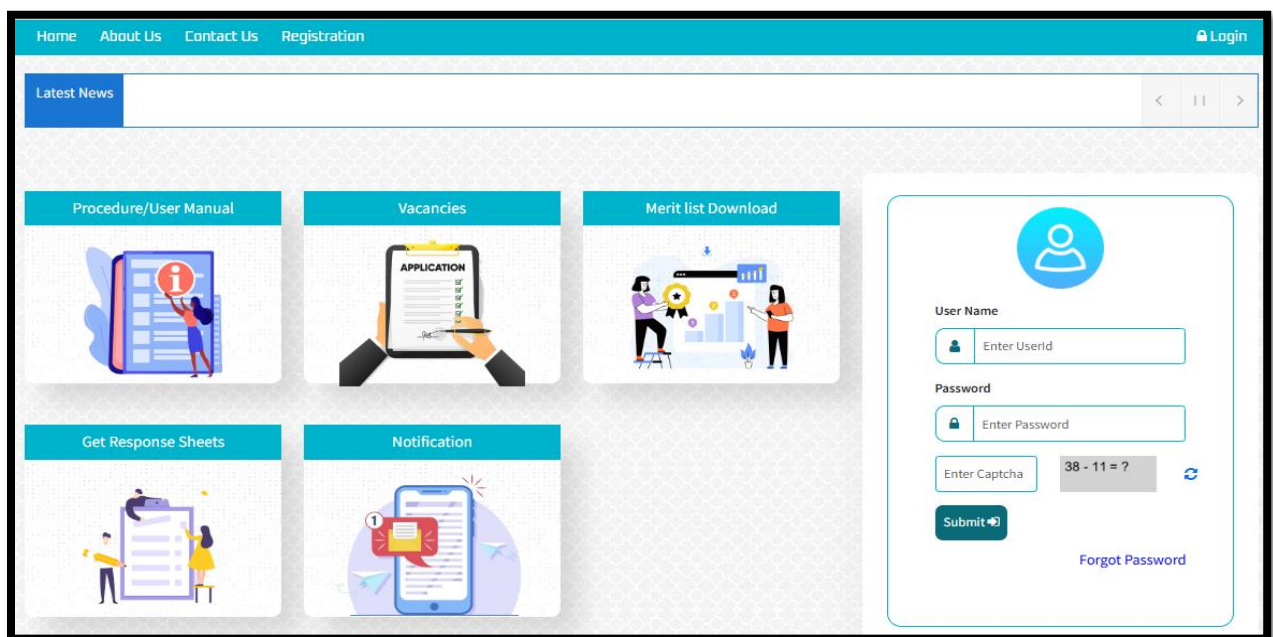 Home About Us Contact Us Registration Login
Latest News
Procedure/User Manual
Vacancies
APPLICATION
Merit list Download
Get Response Sheets
Notification
1
User Name
Enter UserId
Password
Enter Password
Enter Captcha
38 - 11 = ?
Submit
Forgot Password